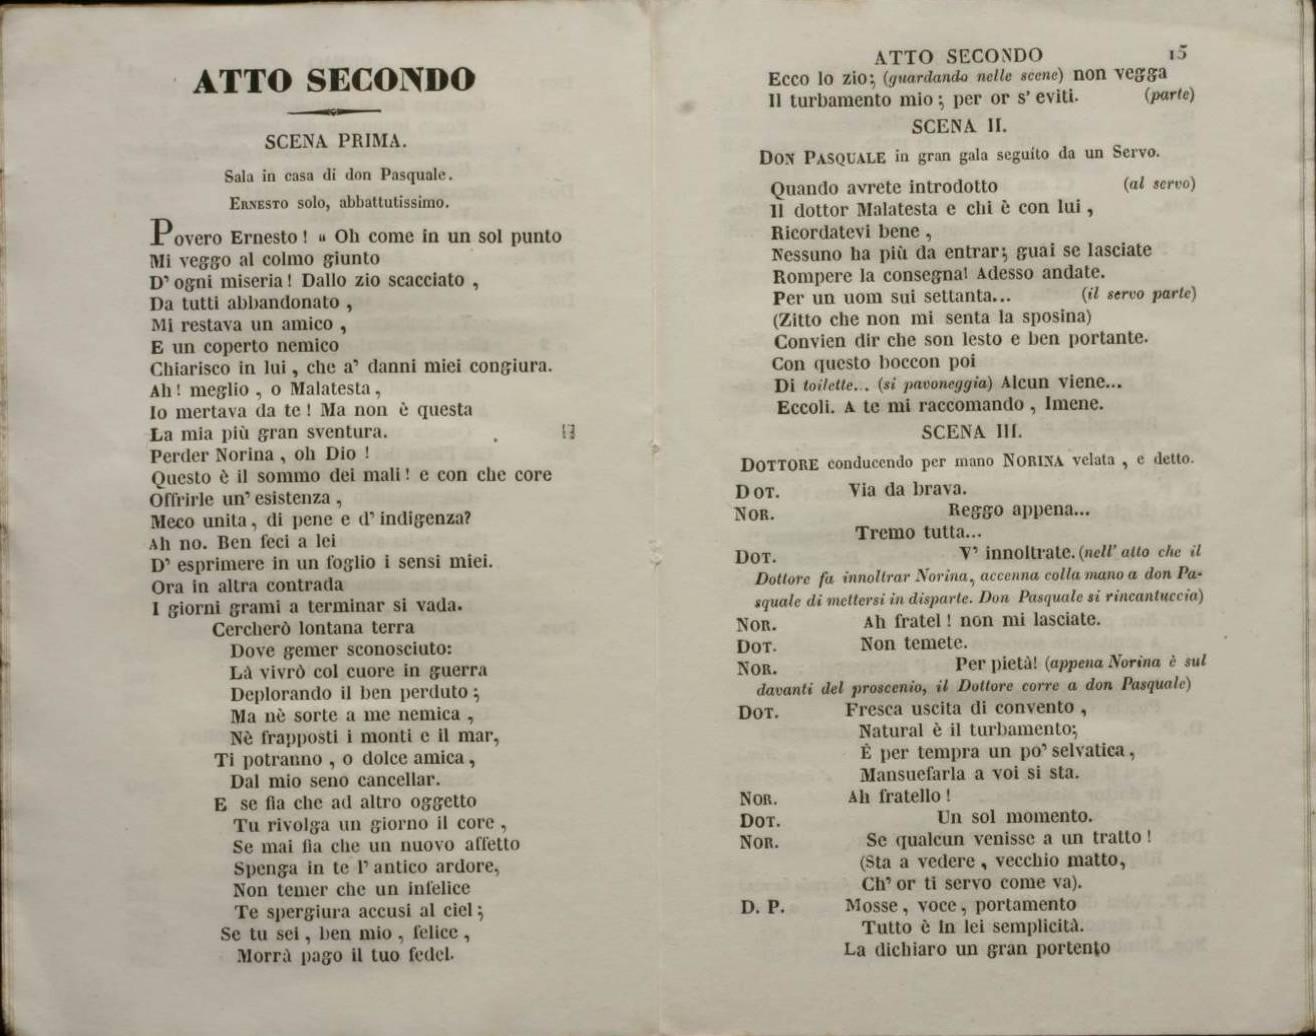 ATTO SECONDO
SCENA PRIMA.
Sala in casa di don Pasquale.
ERNESTO solo, abbattutissimo.
Povero Ernesto! « Oh come in un sol punto
Mi veggo al colmo giunto
D' ogni miseria! Dallo zio scacciato ,
Da tutti abbandonato ,
Mi restava un amico ,
E un coperto nemico
Chiarisco in lui , che a' danni miei congiura.
Ah! meglio , o Malatesta ,
Io mertava da te! Ma non è questa
La mia più gran sventura.
Perder Norina , oh Dio !
Questo è il sommo dei mali! e con che core
Offrirle un' esistenza ,
Meco unita, di pene e d' indigenza?
Ah no. Ben feci a lei
D' esprimere in un foglio i sensi miei.
Ora in altra contrada
I giorni grami a terminar si vada.
Cercherò lontana terra
Dove gemer sconosciuto:
Là vivrò col cuore in guerra
Deplorando il ben perduto ;
Ma nè sorte a me nemica ,
Nè frapposti i monti e il mar,
Ti potranno , o dolce amica ,
Dal mio seno cancellar.
E se fia che ad altro oggetto
Tu rivolga un giorno il core ,
Se mai fia che un nuovo affetto
Spenga in te l' antico ardore,
Non temer che un infelice
Te spergiura accusi al ciel ;
Se tu sei , ben mio , felice ,
Morrà pago il tuo fedel.
ATTO SECONDO 15
Ecco lo zio; (guardando nelle scene) non vegga
Il turbamento mio ; per or s' eviti. (parte)
SCENA II.
DON PASQUALE in gran gala seguito da un Servo.
Quando avrete introdotto (al servo)
Il dottor Malatesta e chi è con lui ,
Ricordatevi bene ,
Nessuno ha più da entrar; guai se lasciate
Rompere la consegna! Adesso andate.
Per un uom sui settanta... (il servo parte)
(Zitto che non mi senta la sposina)
Convien dir che son lesto e ben portante.
Con questo boccon poi
Di toilette... (si pavoneggia) Alcun viene...
Eccoli. A te mi raccomando , Imene.
SCENA III.
DOTTORE conducendo per mano NORINA velata , e detto.
DOT. Via da brava.
NOR. Reggo appena...
Tremo tutta...
DOT. V' innoltrate. (nell' atto che il
Dottore fa innoltrar Norina, accenna colla mano a don Pa-
squale di mettersi in disparte. Don Pasquale si rincantuccia)
NOR. Ah fratel! non mi lasciate.
DOT. Non temete.
NOR. Per pietà! (appena Norina è sul
davanti del proscenio, il Dottore corre a don Pasquale)
DOT. Fresca uscita di convento ,
Natural è il turbamento;
È per tempra un po' selvatica ,
Mansuefarla a voi si sta.
NOR. Ah fratello !
DOT. Un sol momento.
NOR. Se qualcun venisse a un tratto !
(Sta a vedere , vecchio matto,
Ch' or ti servo come va).
D. P. Mosse , voce , portamento
Tutto è in lei semplicità.
La dichiaro un gran portento